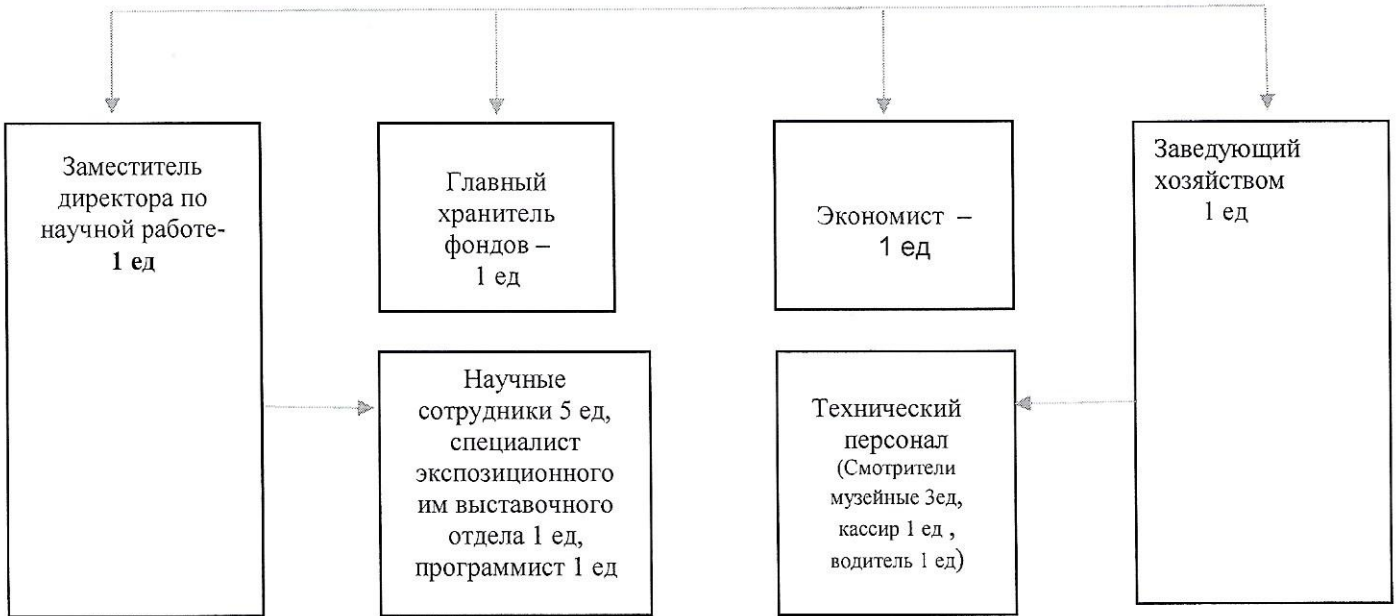 Заместитель
директора по
научной работе-
1 ед
Главный
хранитель
фондов –
1 ед
Экономист –
1 ед
Заведующий
хозяйством
1 ед
Научные
сотрудники 5 ед,
специалист
экспозиционного
им выставочного
отдела 1 ед,
программист 1 ед
Технический
персонал
(Смотрители
музейные 3ед,
кассир 1 ед ,
водитель 1 ед)